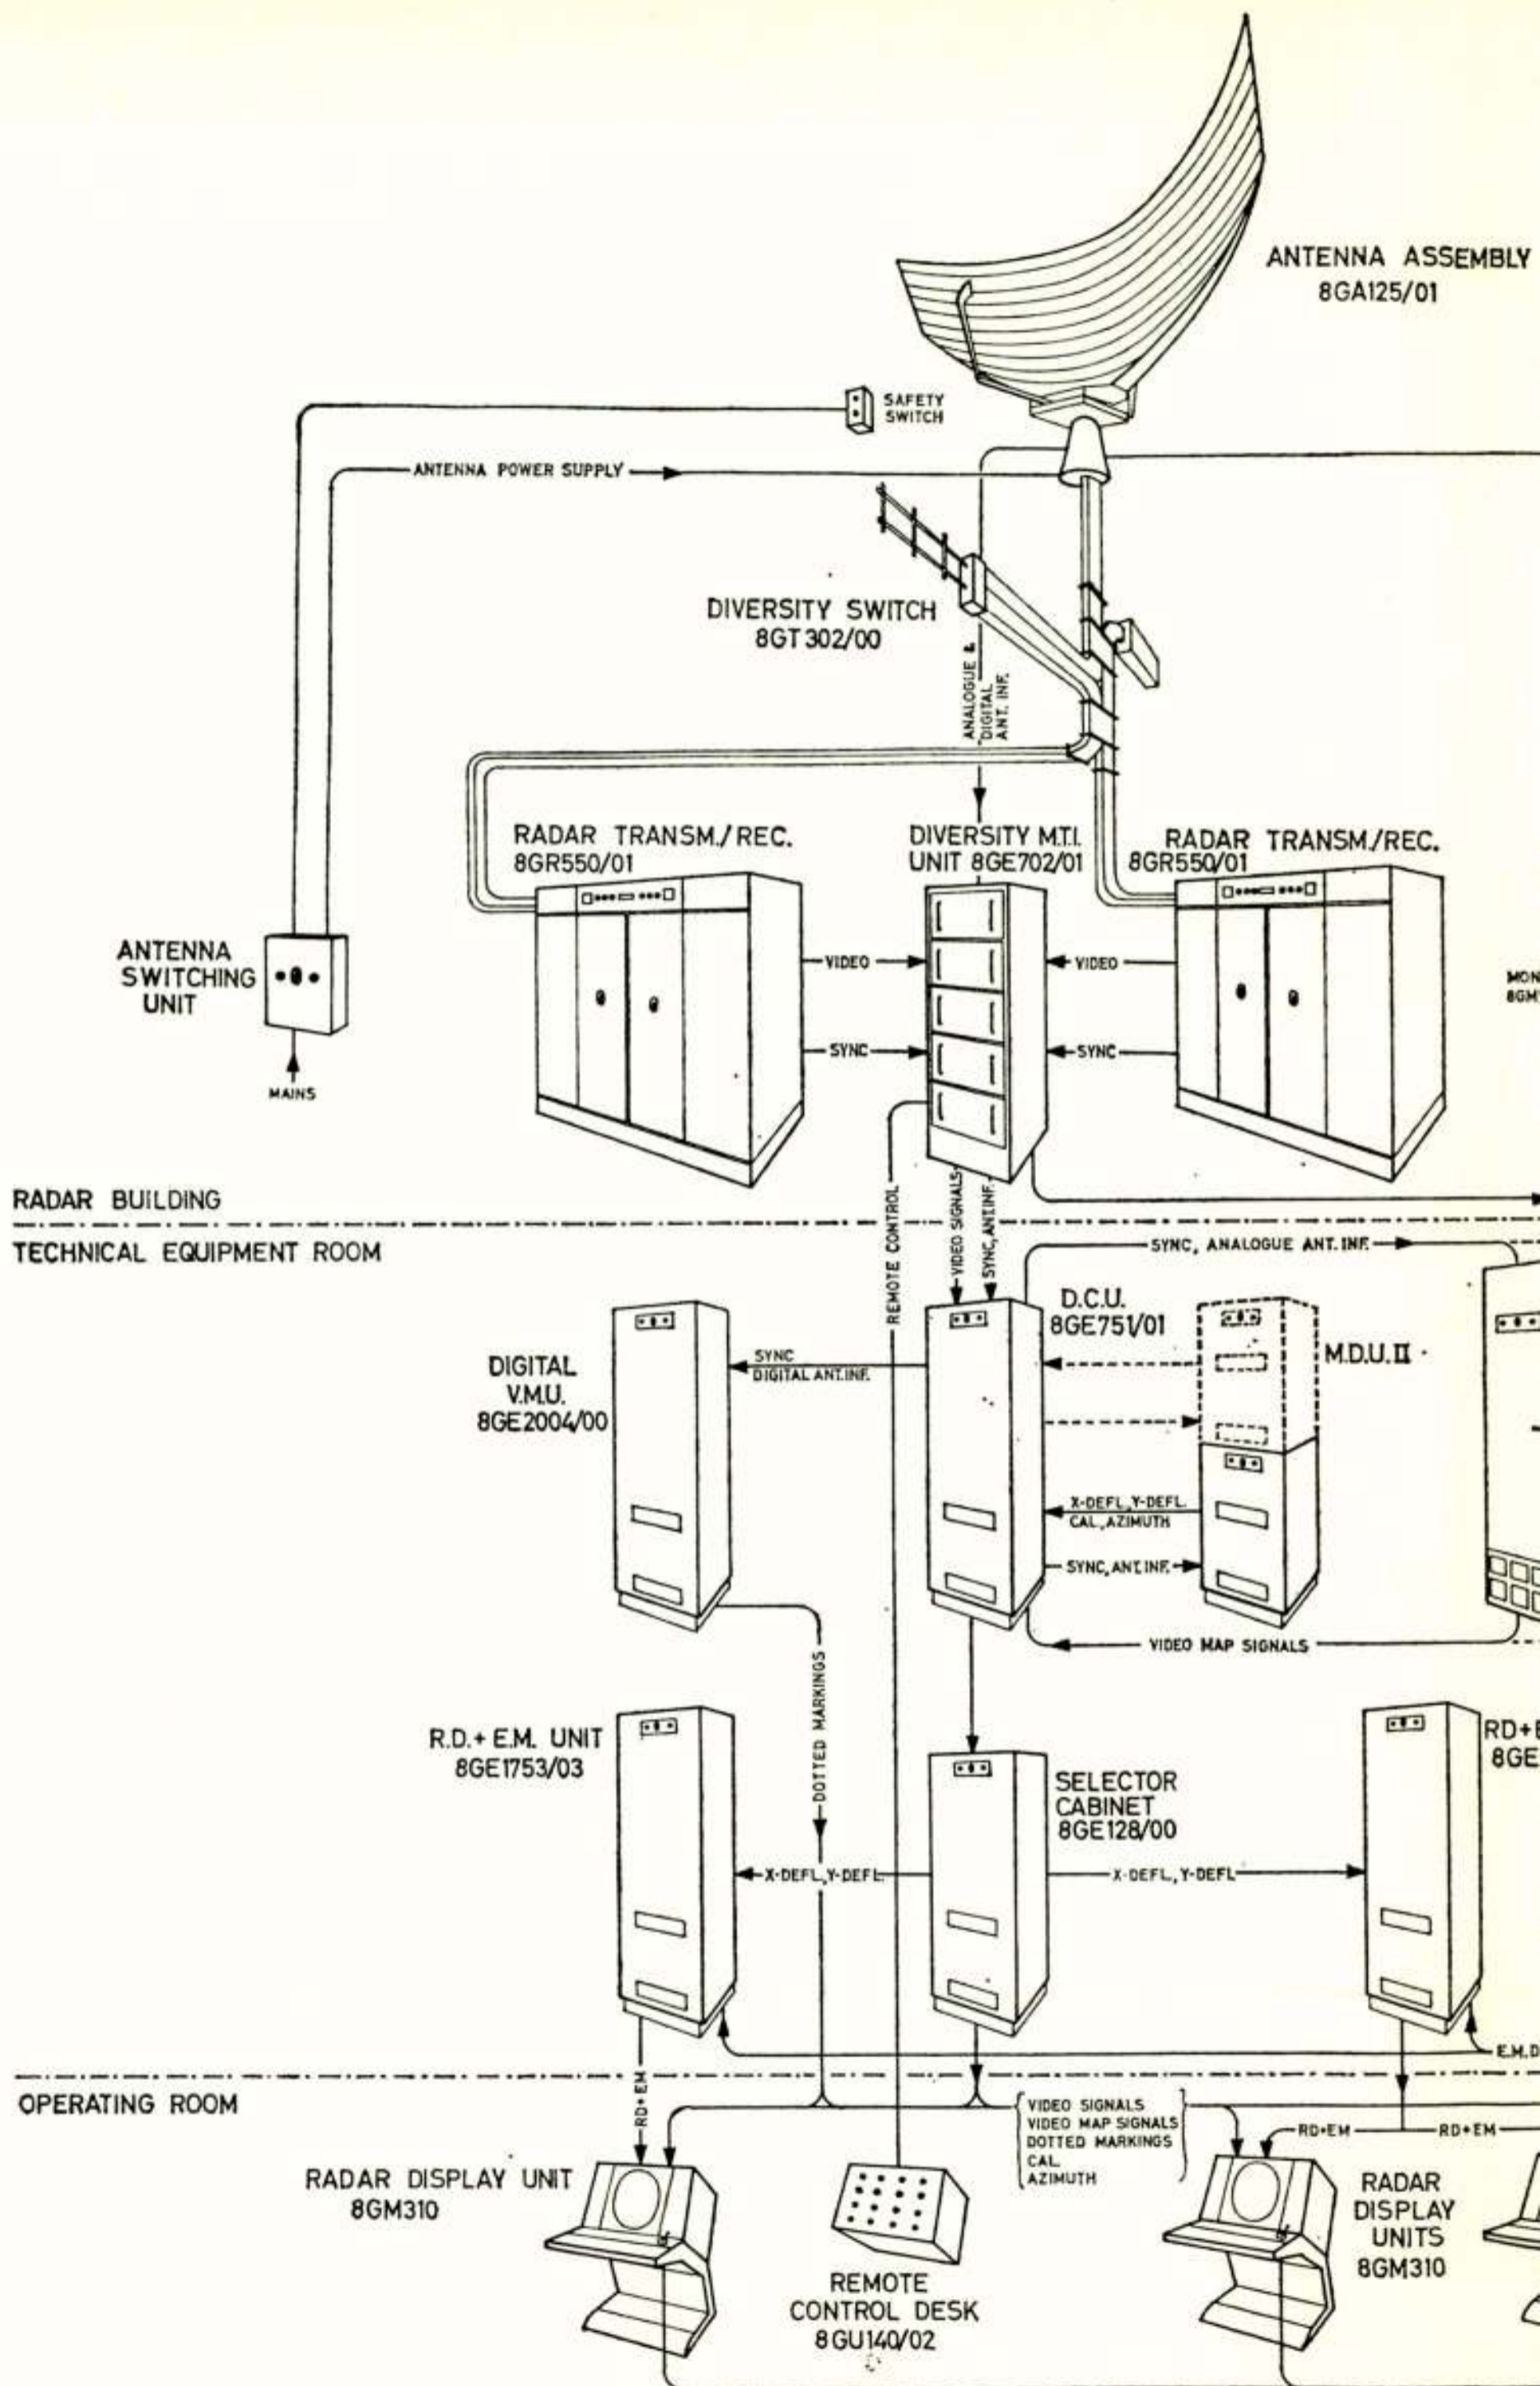 ANTENNA ASSEMBLY
8GA125/01
SAFETY
SWITCH
ANTENNA POWER SUPPLY
DIVERSITY SWITCH
8GT302/00
ANALOGUE &
DIGITAL
ANT. INF.
RADAR TRANSM./REC.
8GR550/01
DIVERSITY M.T.I.
UNIT 8GE702/01
RADAR TRANSM./REC.
8GR550/01
ANTENNA
SWITCHING
UNIT
MAINS
VIDEO
VIDEO
SYNC
SYNC
MON
8GM
RADAR BUILDING
TECHNICAL EQUIPMENT ROOM
REMOTE CONTROL
VIDEO SIGNALS
SYNC, ANT.INF.
SYNC, ANALOGUE ANT. INF.
D.C.U.
8GE751/01
M.D.U. II
DIGITAL
V.M.U.
8GE2004/00
SYNC
DIGITAL ANT.INF.
X-DEFL.,Y-DEFL.
CAL.,AZIMUTH
SYNC, ANT.INF.
VIDEO MAP SIGNALS
DOTTED MARKINGS
R.D.+ E.M. UNIT
8GE1753/03
SELECTOR
CABINET
8GE128/00
RD+E
8GE
X-DEFL.,Y-DEFL.
X-DEFL., Y-DEFL
E.M.D
OPERATING ROOM
RD+EM
VIDEO SIGNALS
VIDEO MAP SIGNALS
DOTTED MARKINGS
CAL.
AZIMUTH
RD+EM
RD+EM
RADAR DISPLAY UNIT
8GM310
REMOTE
CONTROL DESK
8GU140/02
RADAR
DISPLAY
UNITS
8GM310